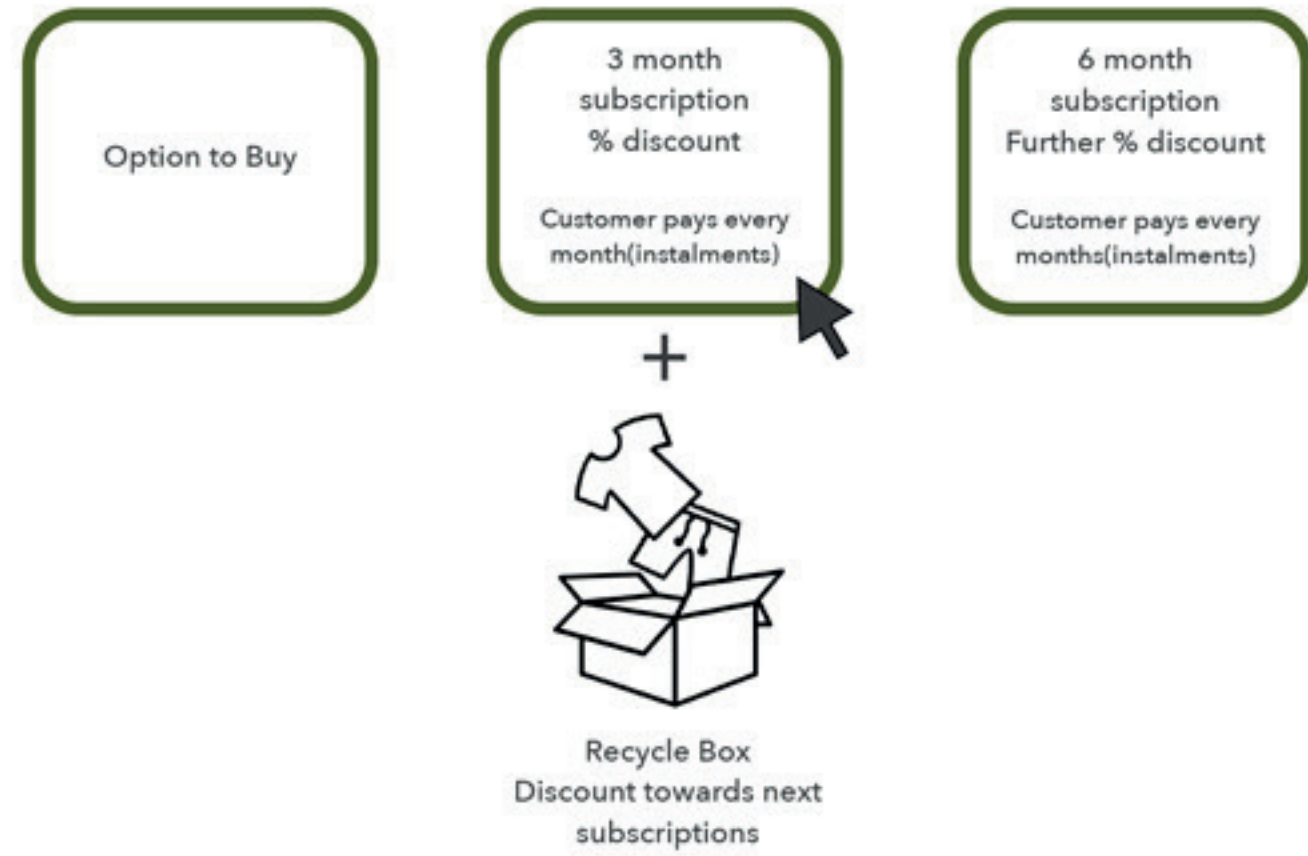 Option to Buy
3 month
subscription
% discount
Customer pays every
month(instalments)
6 month
subscription
Further % discount
Customer pays every
months(instalments)
+
Recycle Box
Discount towards next
subscriptions